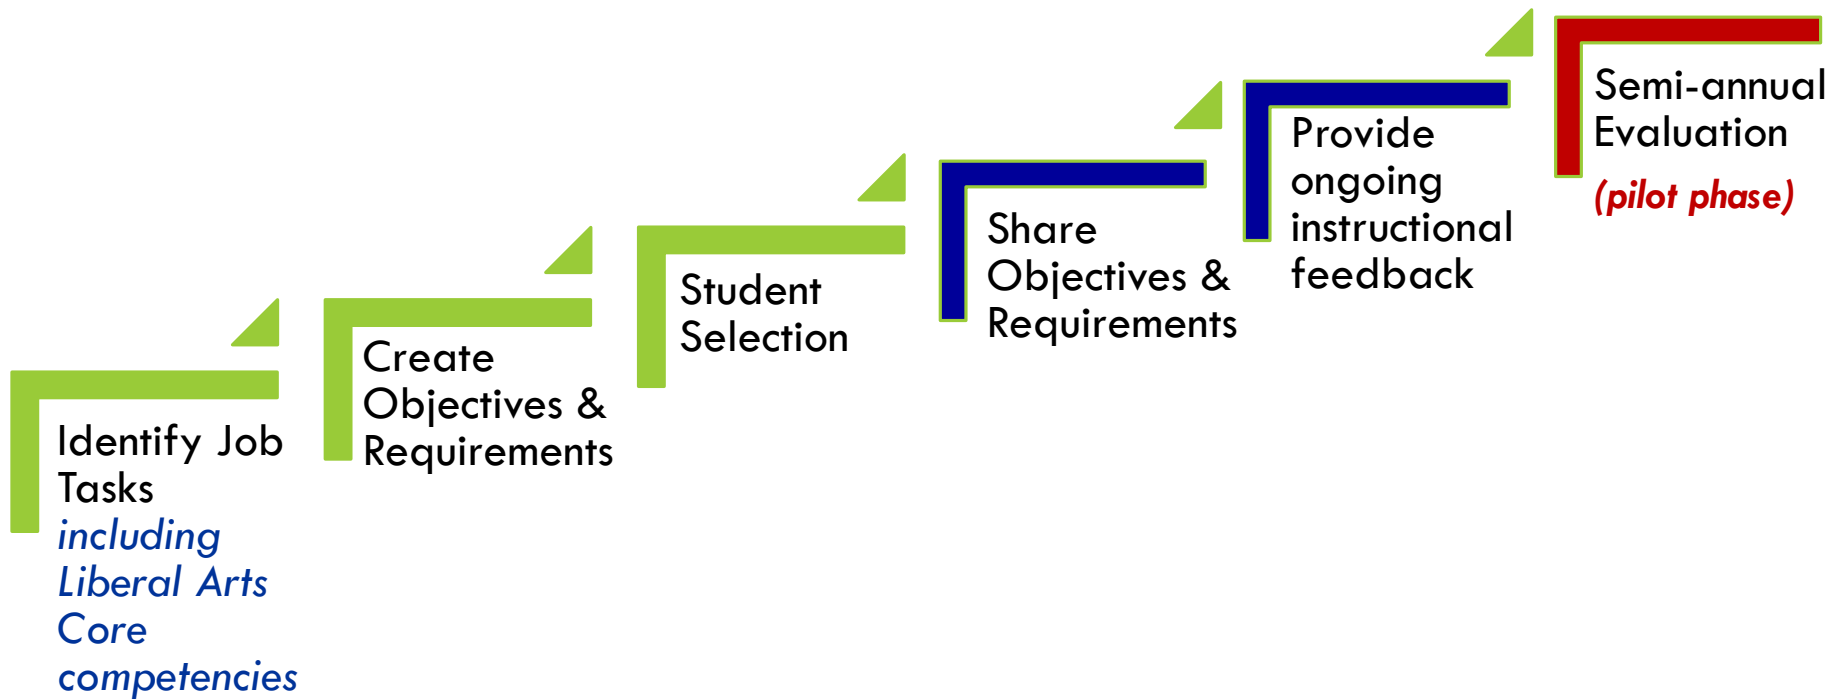 Identify Job
Tasks
including
Liberal Arts
Core
competencies
Create
Objectives &
Requirements
Student
Selection
Share
Objectives &
Requirements
Provide
ongoing
instructional
feedback
Semi-annual
Evaluation
(pilot phase)